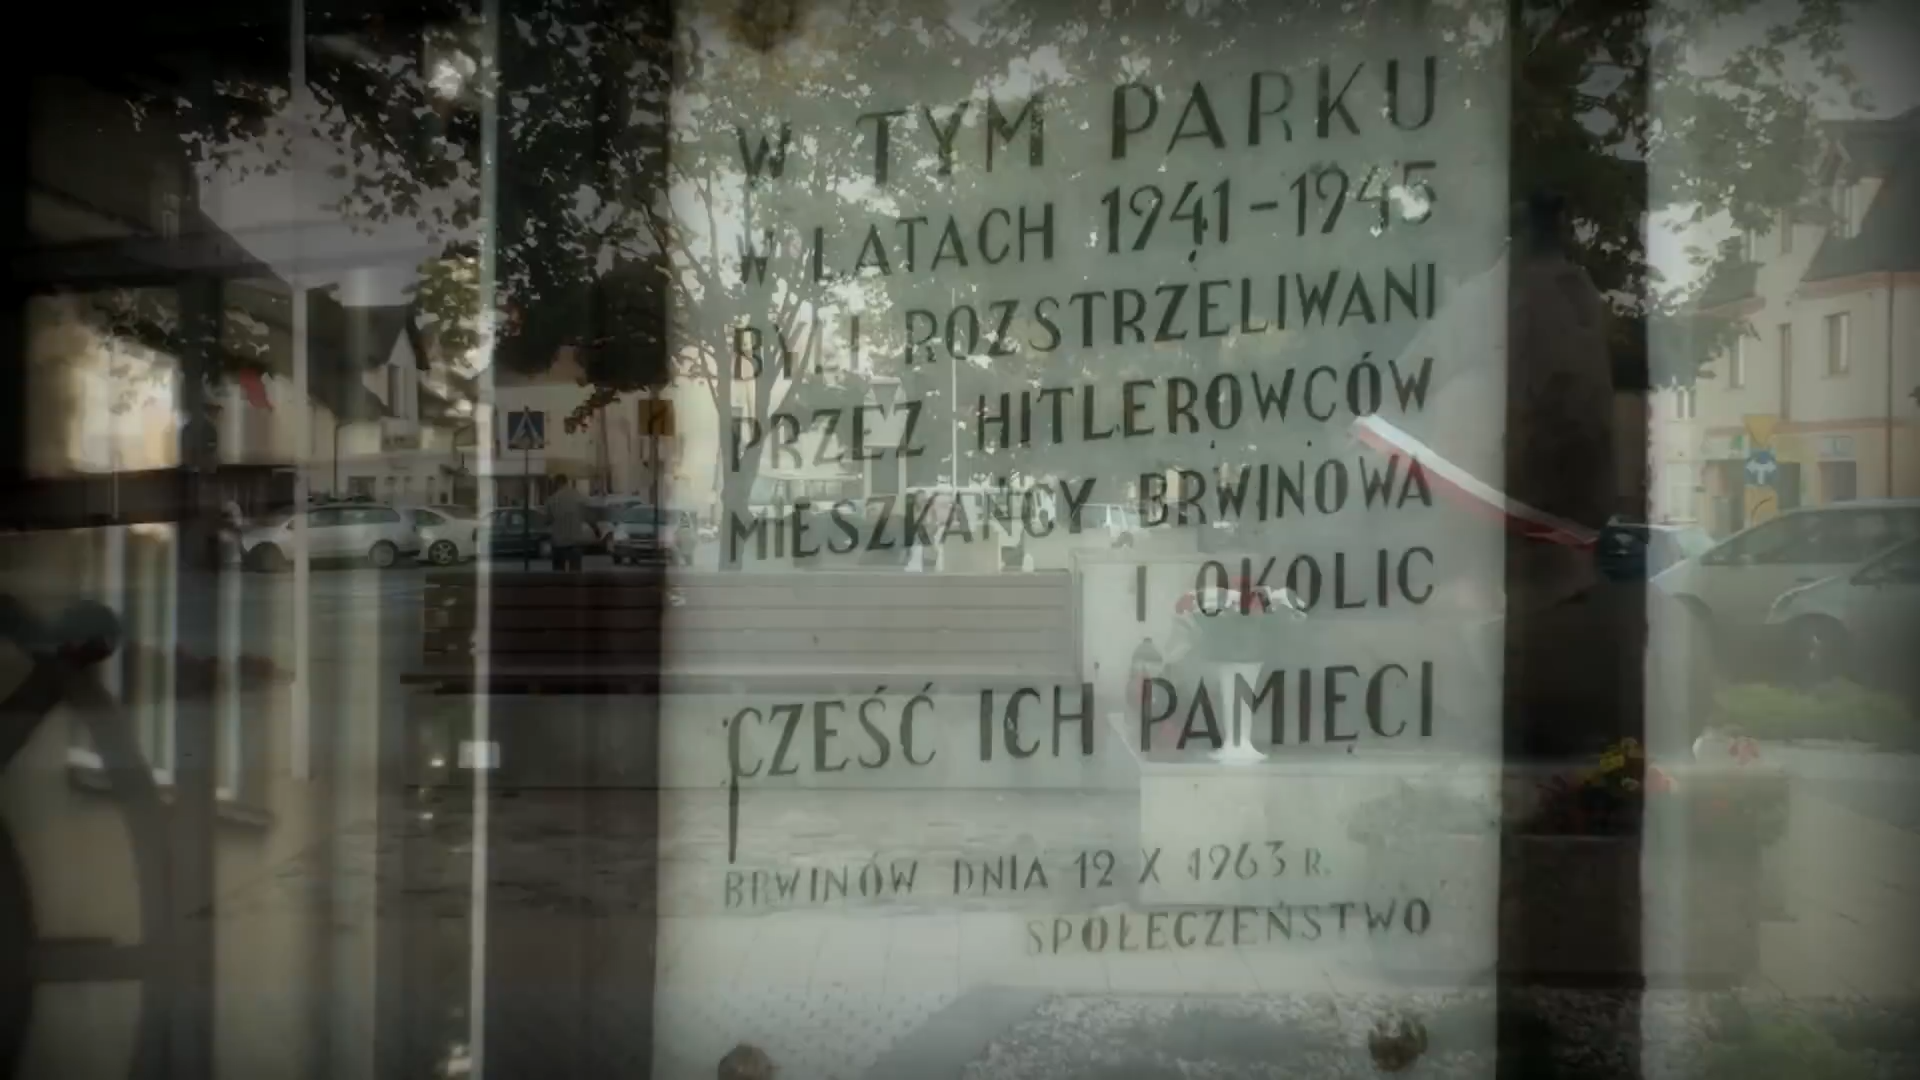 W TYM PARKU
W LATACH 1941-1945
BYLI ROZSTRZELIWANI
PRZEZ HITLEROWCÓW
MIESZKAŃCY BRWINOWA
I OKOLIC
CZEŚĆ ICH PAMIĘCI
BRWINÓW DNIA 12 X 1963 R.
SPOŁECZEŃSTWO